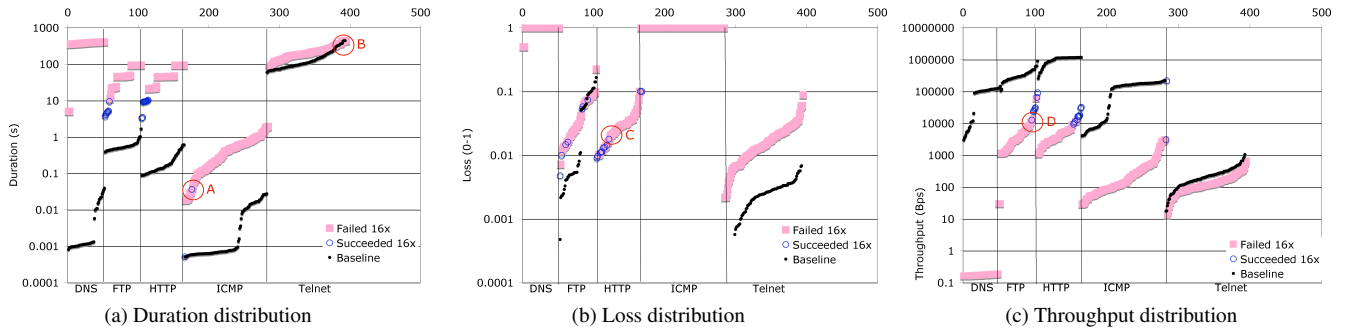 0 100 200 300 400 500
1000
100
10
1
0.1
0.01
0.001
0.0001
Duration (s)
B
A
Failed 16x
Succeeded 16x
Baseline
DNS FTP HTTP ICMP Telnet
(a) Duration distribution
0 100 200 300 400 500
1
0.1
0.01
0.001
0.0001
Loss (0-1)
C
Failed 16x
Succeeded 16x
Baseline
DNS FTP HTTP ICMP Telnet
(b) Loss distribution
0 100 200 300 400 500
10000000
1000000
100000
10000
1000
100
10
1
0.1
Throughput (Bps)
D
Failed 16x
Succeeded 16x
Baseline
DNS FTP HTTP ICMP Telnet
(c) Throughput distribution